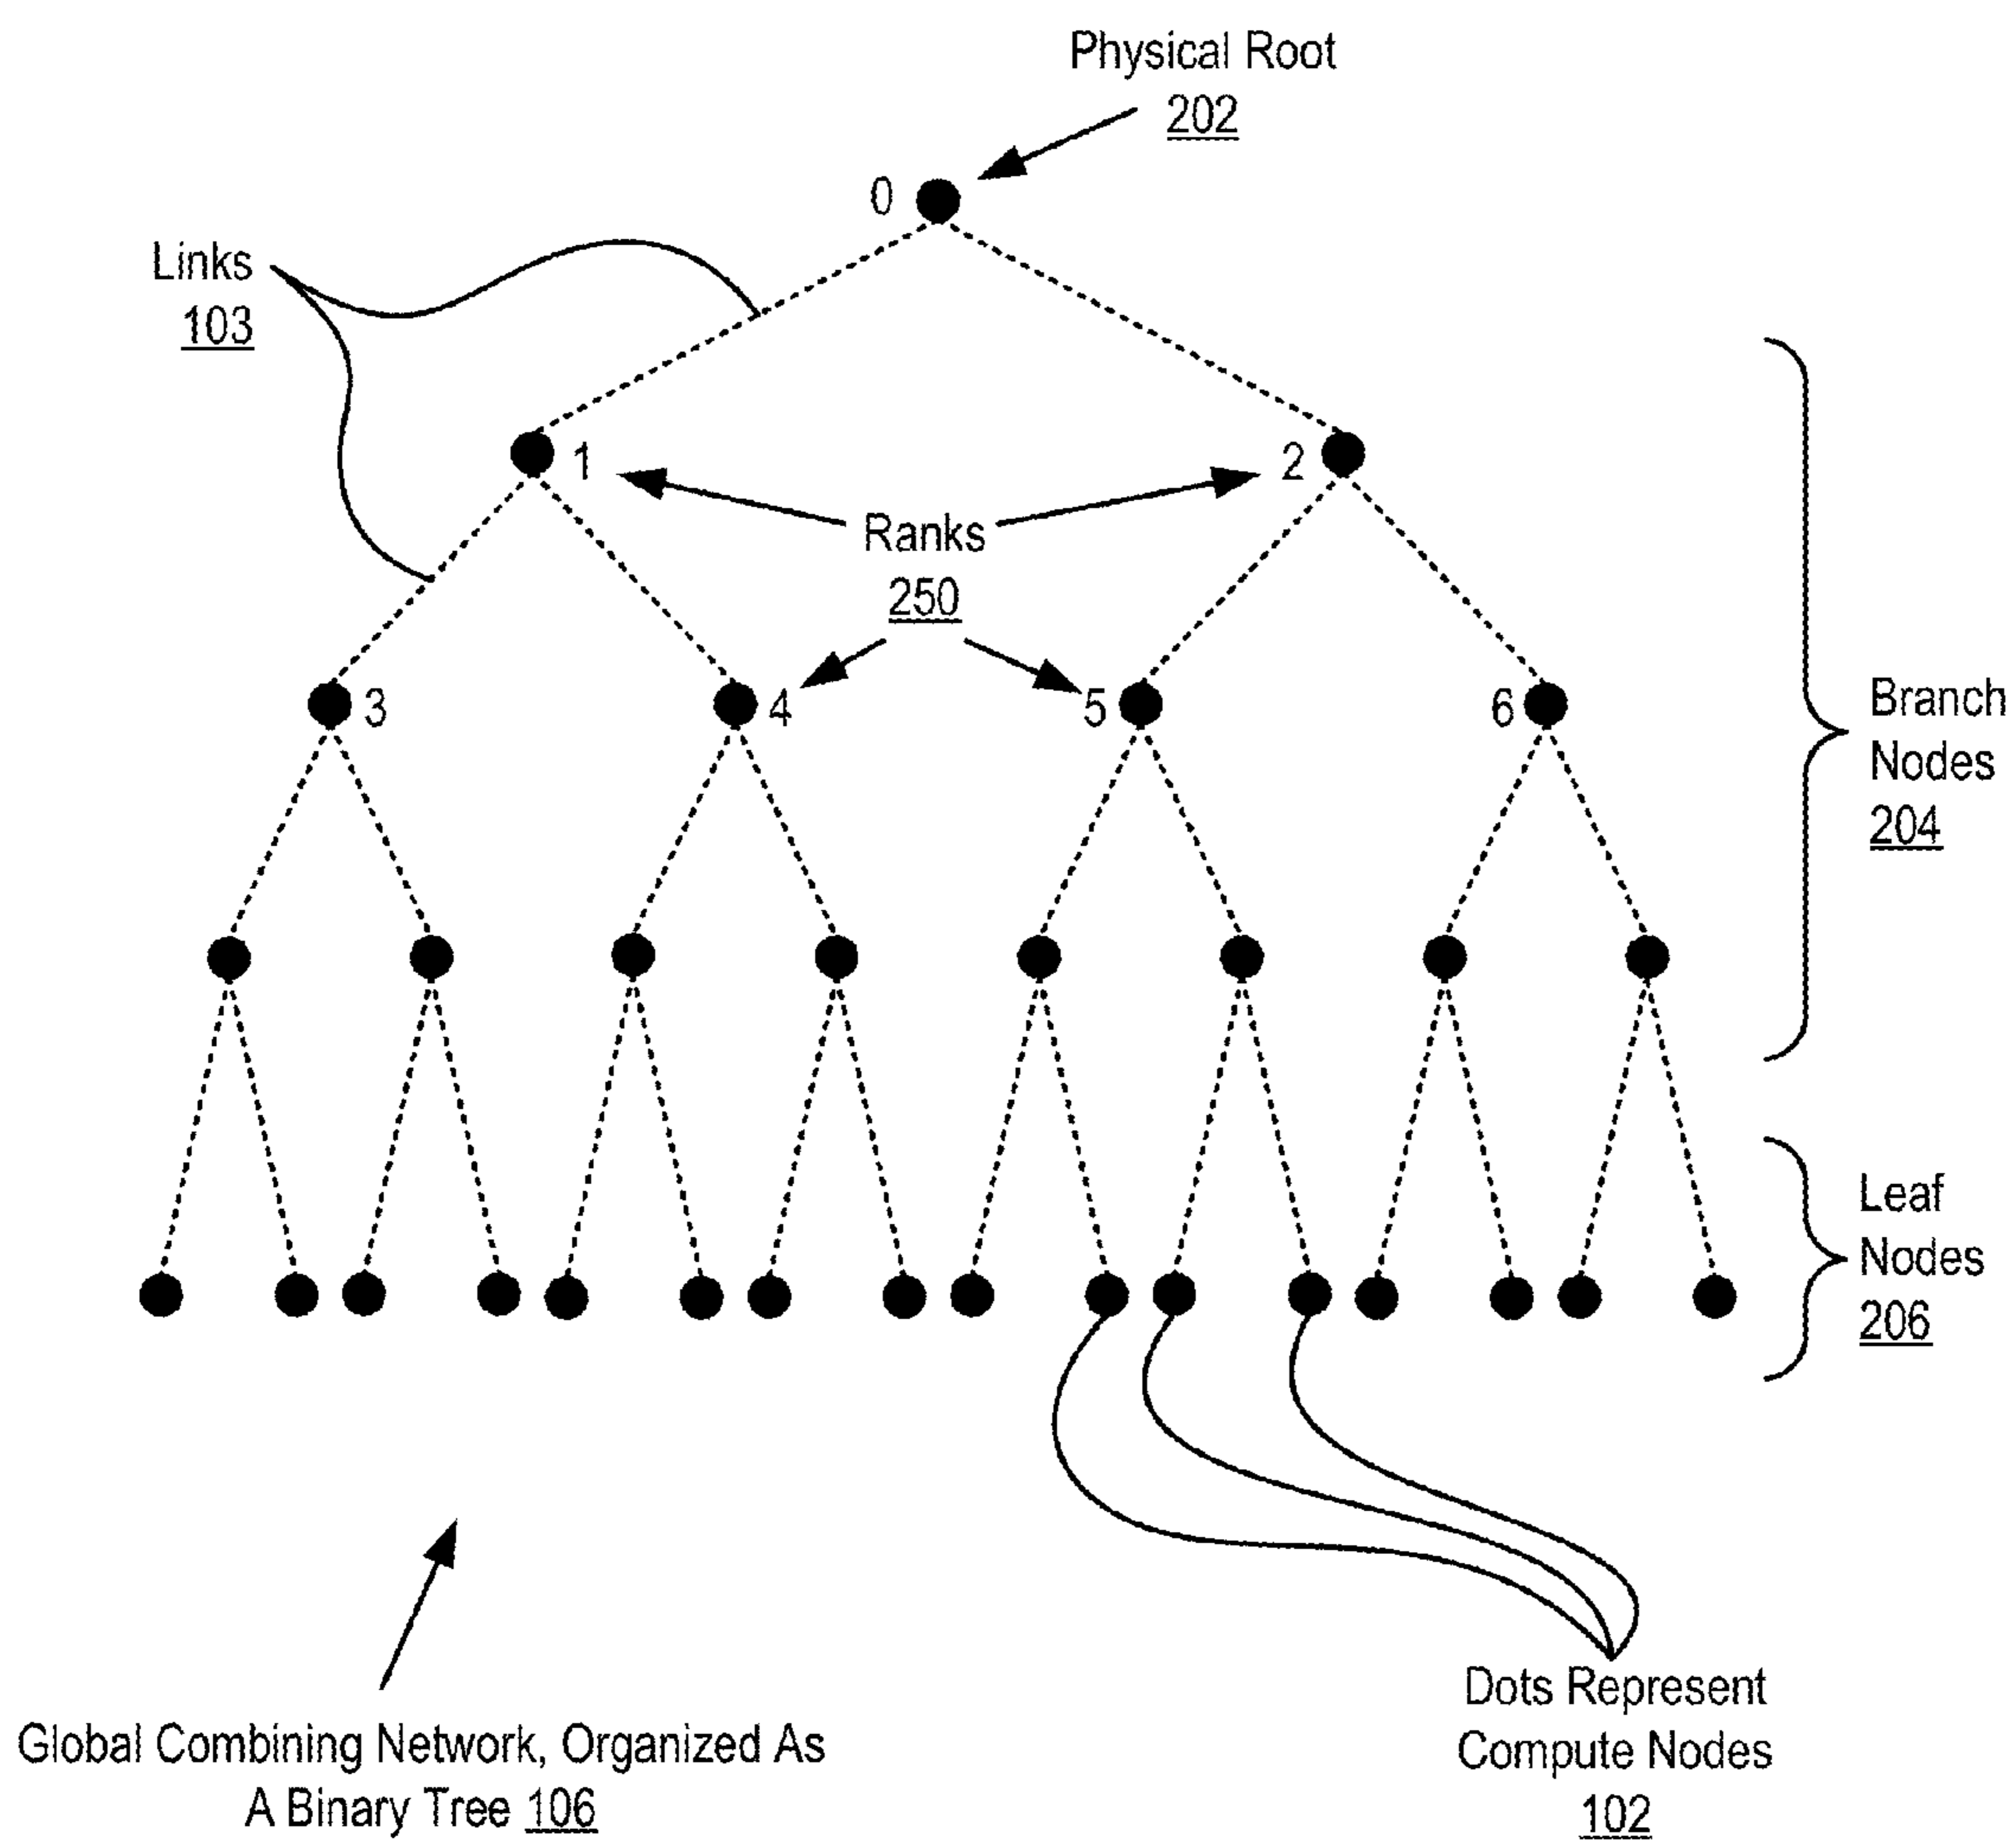 Physical Root
202
0
Links
103
1
2
Ranks
250
3
4
5
6
Branch
Nodes
204
Leaf
Nodes
206
Global Combining Network, Organized As
A Binary Tree 106
Dots Represent
Compute Nodes
102